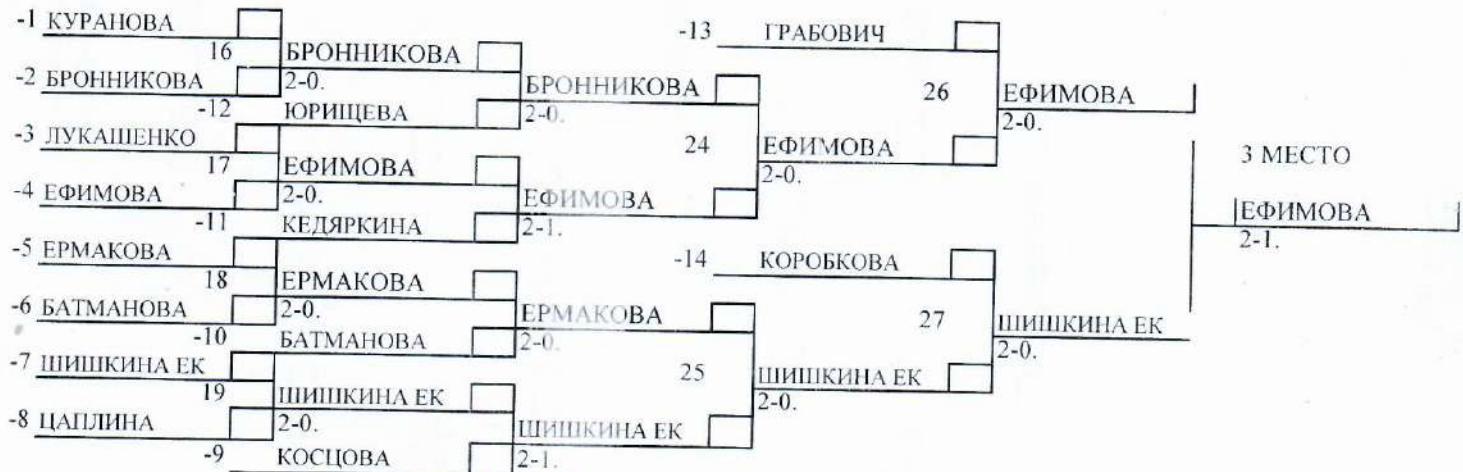 -1 КУРАНОВА
-13 ГРАБОВИЧ
16 БРОННИКОВА
-2 БРОННИКОВА 2-0. БРОННИКОВА 26 ЕФИМОВА
-12 ЮРИЩЕВА 2-0. 2-0.
-3 ЛУКАШЕНКО 24 ЕФИМОВА 3 МЕСТО
17 ЕФИМОВА 2-0.
-4 ЕФИМОВА 2-0. ЕФИМОВА ЕФИМОВА
-11 КЕДЯРКИНА 2-1. 2-1.
-5 ЕРМАКОВА -14 КОРОБКОВА
18 ЕРМАКОВА
-6 БАТМАНОВА 2-0. ЕРМАКОВА 27 ШИШКИНА ЕК
-10 БАТМАНОВА 2-0. 2-0.
-7 ШИШКИНА ЕК 25 ШИШКИНА ЕК
19 ШИШКИНА ЕК 2-0.
-8 ЦАПЛИНА 2-0. ШИШКИНА ЕК
-9 КОСЦОВА 2-1.